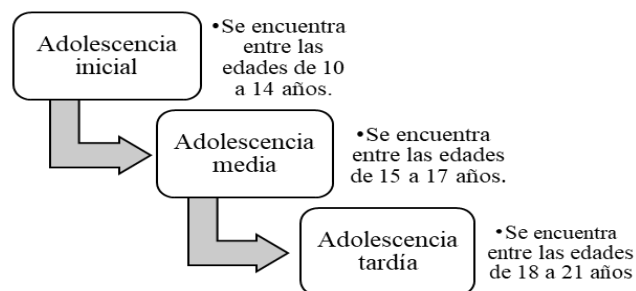 Adolescencia
inicial
•Se encuentra
entre las
edades de 10
a 14 años.
Adolescencia
media
•Se encuentra
entre las edades
de 15 a 17 años.
Adolescencia
tardía
•Se encuentra
entre las edades
de 18 a 21 años